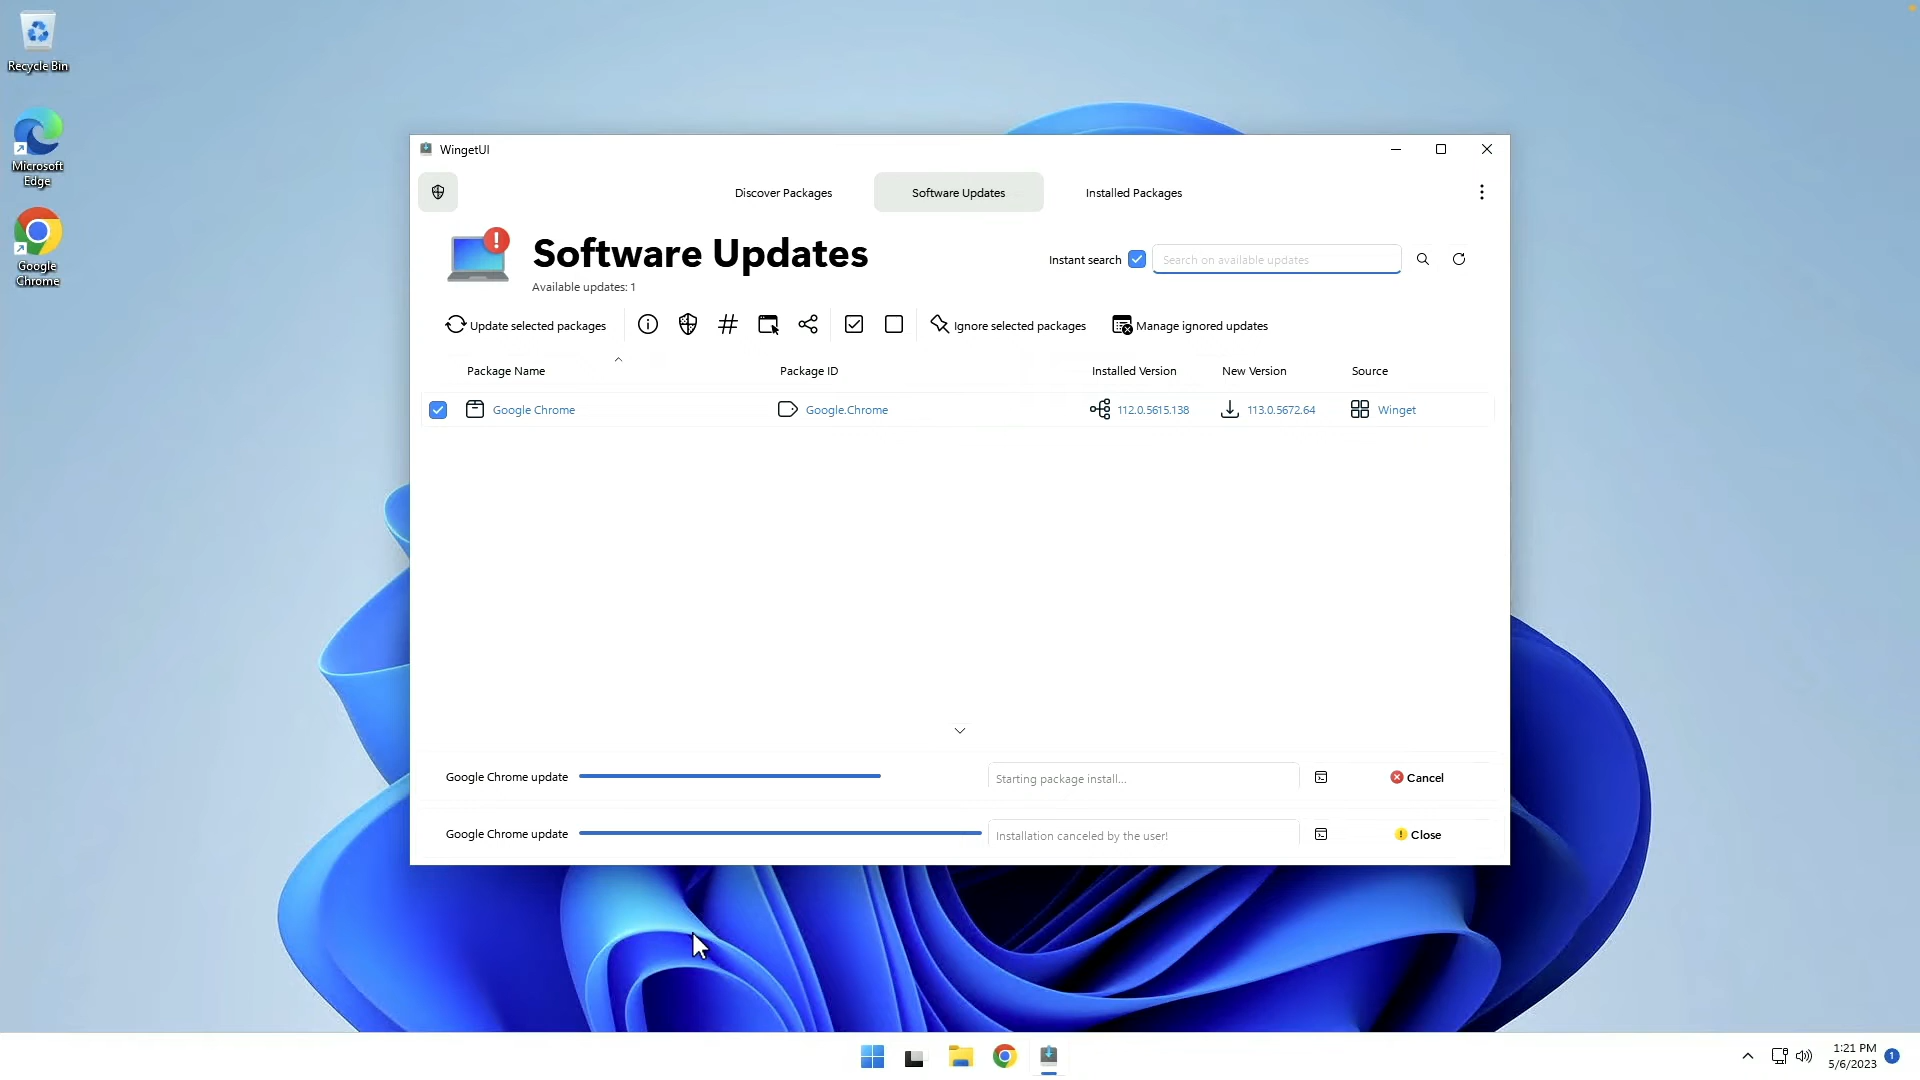 Recycle Bin
Microsoft
Edge
Google
Chrome
WingetUI
Discover Packages
Software Updates
Installed Packages
Software Updates
Available updates: 1
Instant search
Search on available updates
Update selected packages
Ignore selected packages
Manage ignored updates
Package Name
Package ID
Installed Version
New Version
Source
Google Chrome
Google.Chrome
112.0.5615.138
113.0.5672.64
Winget
Google Chrome update
Starting package install...
Cancel
Google Chrome update
Installation canceled by the user!
Close
1:21 PM
5/6/2023
1